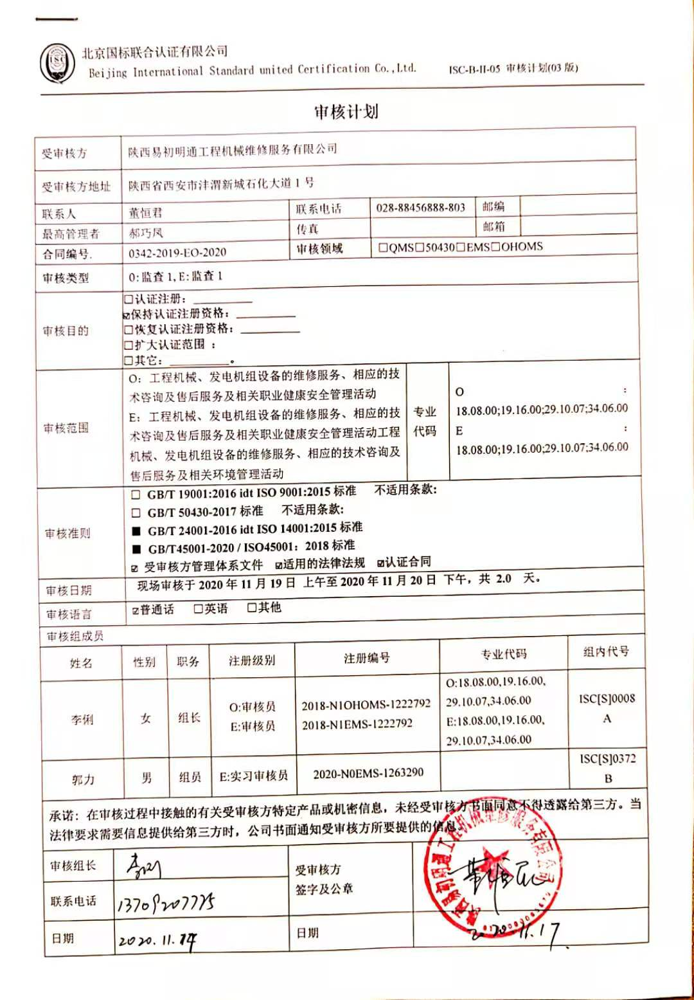 ISC
北京国标联合认证有限公司
Beijing International Standard united Certification Co.,Ltd. ISC-B-II-05 审核计划(03 版)
审核计划
受审核方 陕西易初明通工程机械维修服务有限公司
受审核方地址 陕西省西安市沣渭新城石化大道 1 号
联系人 董恒君 联系电话 028-88456888-803 邮编
最高管理者 郝巧凤 传真 邮箱
合同编号. 0342-2019-EO-2020 审核领域 □QMS□50430□EMS□OHOMS
审核类型 O:监查 1, E:监查 1
审核目的
□认证注册：
☑保持认证注册资格：
□恢复认证注册资格：
□扩大认证范围 ：
□其它： 。
审核范围
O：工程机械、发电机组设备的维修服务、相应的技
术咨询及售后服务及相关职业健康安全管理活动
E：工程机械、发电机组设备的维修服务、相应的技
术咨询及售后服务及相关职业健康安全管理活动工程
机械、发电机组设备的维修服务、相应的技术咨询及
售后服务及相关环境管理活动
专业
代码
O ：
18.08.00;19.16.00;29.10.07;34.06.00
E ：
18.08.00;19.16.00;29.10.07;34.06.00
审核准则
□ GB/T 19001:2016 idt ISO 9001:2015 标准 不适用条款:
□ GB/T 50430-2017 标准 不适用条款:
■ GB/T 24001-2016 idt ISO 14001:2015 标准
■ GB/T45001-2020 / ISO45001：2018 标准
☑ 受审核方管理体系文件 ☑适用的法律法规 ☑认证合同
审核日期 现场审核于 2020 年 11 月 19 日 上午至 2020 年 11 月 20 日 下午，共 2.0 天。
审核语言 ☑普通话 □英语 □其他
审核组成员
姓名 性别 职务 注册级别 注册编号 专业代码 组内代号
李俐 女 组长
O:审核员
E:审核员
2018-N1OHOMS-1222792
2018-N1EMS-1222792
O:18.08.00,19.16.00,
29.10.07,34.06.00
E:18.08.00,19.16.00,
29.10.07,34.06.00
ISC[S]0008
A
郭力 男 组员 E:实习审核员 2020-N0EMS-1263290
ISC[S]0372
B
承诺：在审核过程中接触的有关受审核方特定产品或机密信息，未经受审核方书面同意不得透露给第三方。当
法律要求需要信息提供给第三方时，公司书面通知受审核方所要提供的信息。
审核组长 李俐
联系电话 13709207775
日期 2020.11.14
受审核方
签字及公章
陕西易初明通工程机械维修服务有限公司
董恒君
日期 2020.11.17